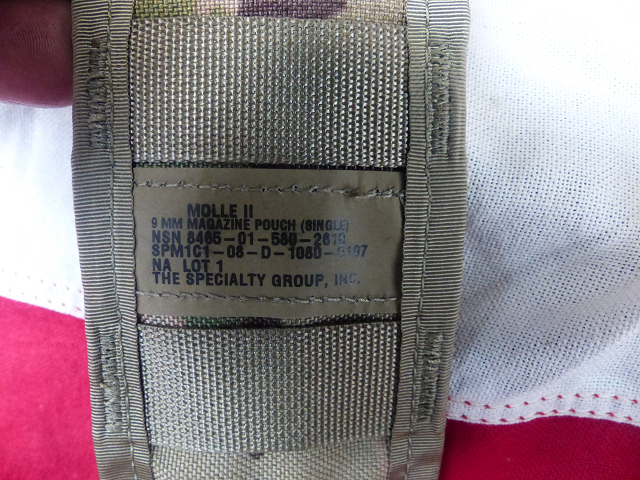 MOLLE II
9 MM MAGAZINE POUCH (SINGLE)
NSN 8465-01-580-2619
SPM1C1-08-D-1080-0197
NA LOT 1
THE SPECIALTY GROUP, INC.